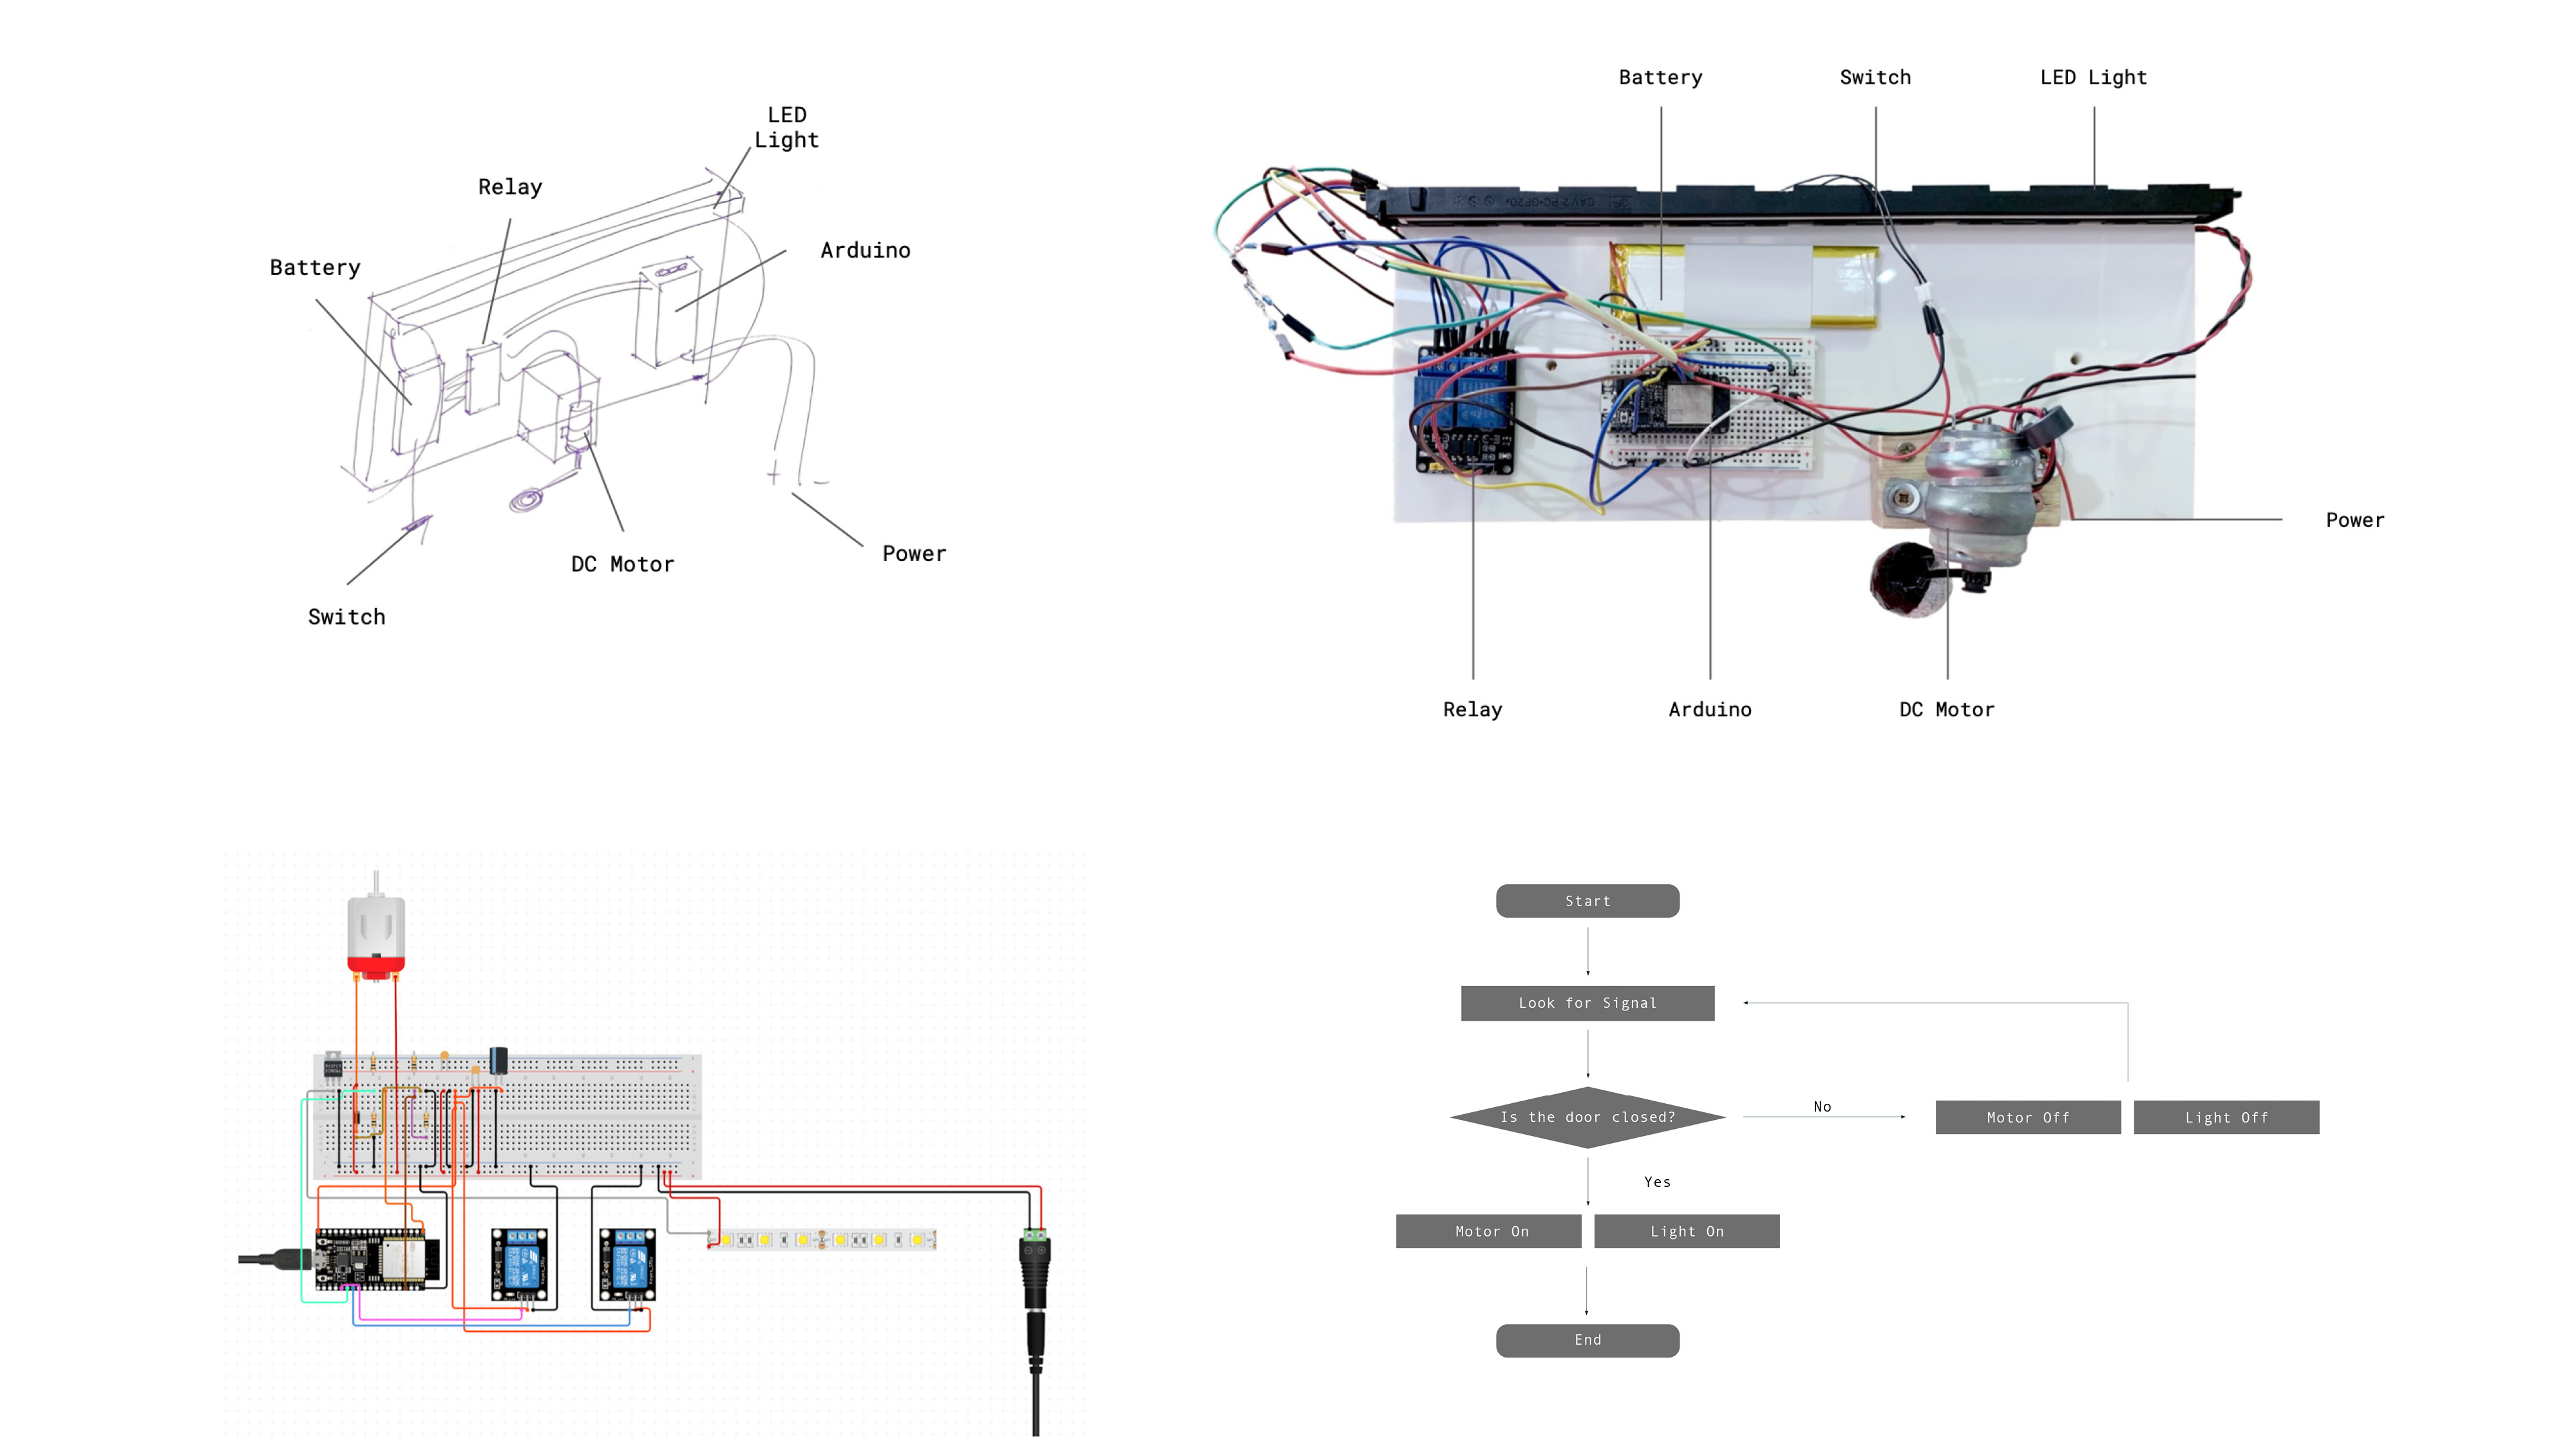 LED
Light
Relay
Arduino
Battery
DC Motor
Power
Switch
+
-
Battery
Switch
LED Light
Power
Relay
Arduino
DC Motor
Start
Look for Signal
Is the door closed?
No
Motor Off
Light Off
Yes
Motor On
Light On
End